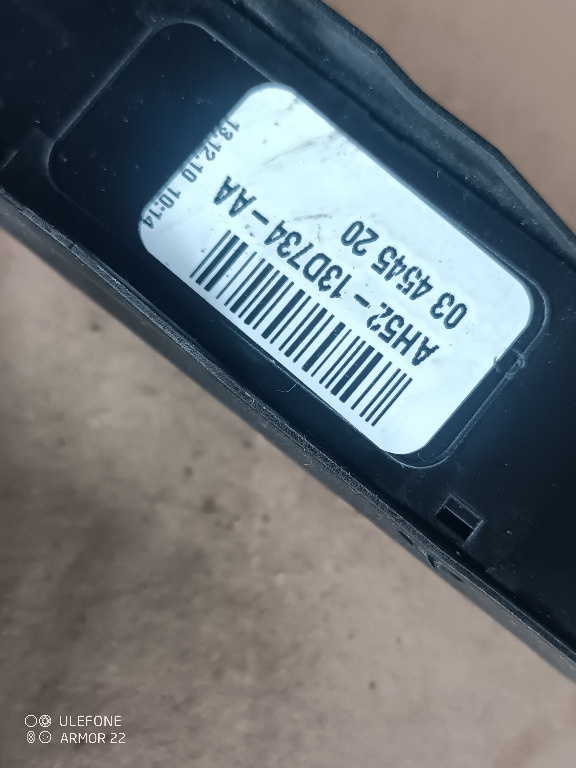 13.12.10 10:14
AH52-13D734-AA
03 4545 20
ULEFONE
ARMOR 22